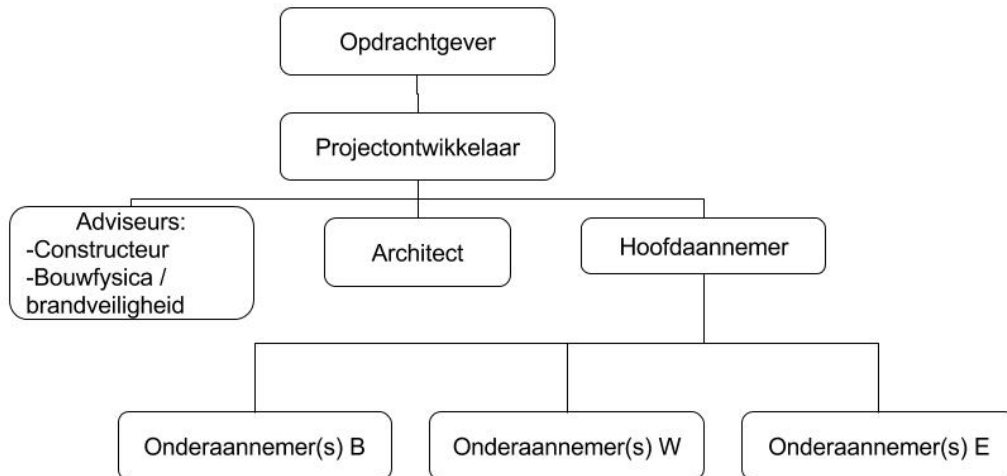 Opdrachtgever
Projectontwikkelaar
Adviseurs:
-Constructeur
-Bouwfysica /
brandveiligheid
Architect
Hoofdaannemer
Onderaannemer(s) B
Onderaannemer(s) W
Onderaannemer(s) E